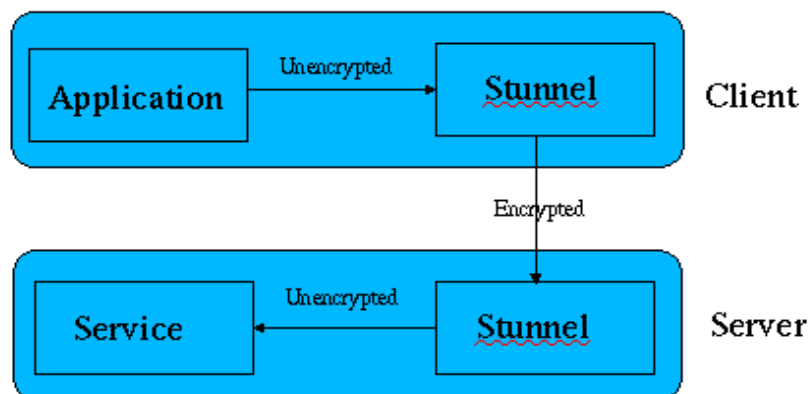 Unencrypted
Application
Stunnel
Client
Encrypted
Unencrypted
Service
Stunnel
Server